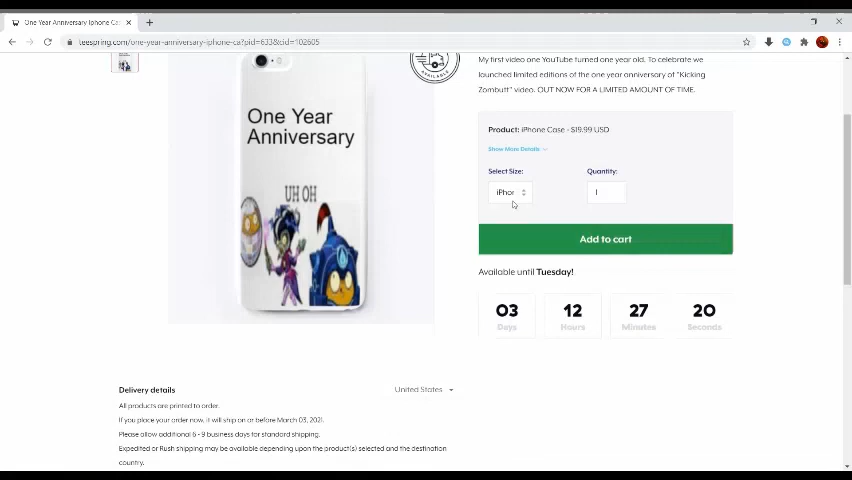 One Year Anniversary Iphone Ca
teespring.com/one-year-anniversary-iphone-ca?pid=633&cid=102605
My first video one YouTube turned one year old. To celebrate we
launched limited editions of the one year anniversary of "Kicking
Zombutt" video. OUT NOW FOR A LIMITED AMOUNT OF TIME.
AVAILABLE
One Year
Anniversary
UH OH
Product: iPhone Case - $19.99 USD
Show More Details
Select Size:
Quantity:
iPhor
1
Add to cart
Available until Tuesday!
03
12
27
20
Days
Hours
Minutes
Seconds
Delivery details
United States
All products are printed to order.
If you place your order now, it will ship on or before March 03, 2021.
Please allow additional 6 - 9 business days for standard shipping.
Expedited or Rush shipping may be available depending upon the product(s) selected and the destination
country.